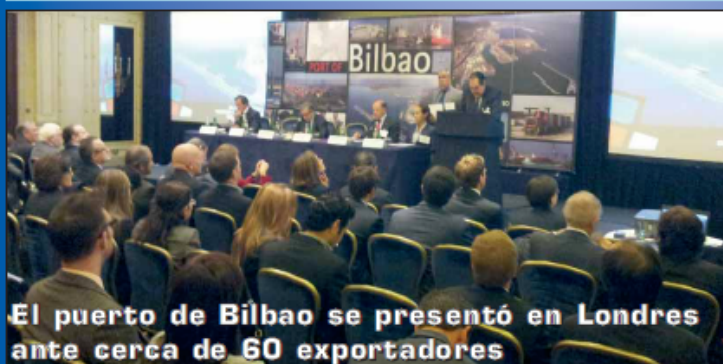 PORT OF
Bilbao
El puerto de Bilbao se presentó en Londres
ante cerca de 60 exportadores